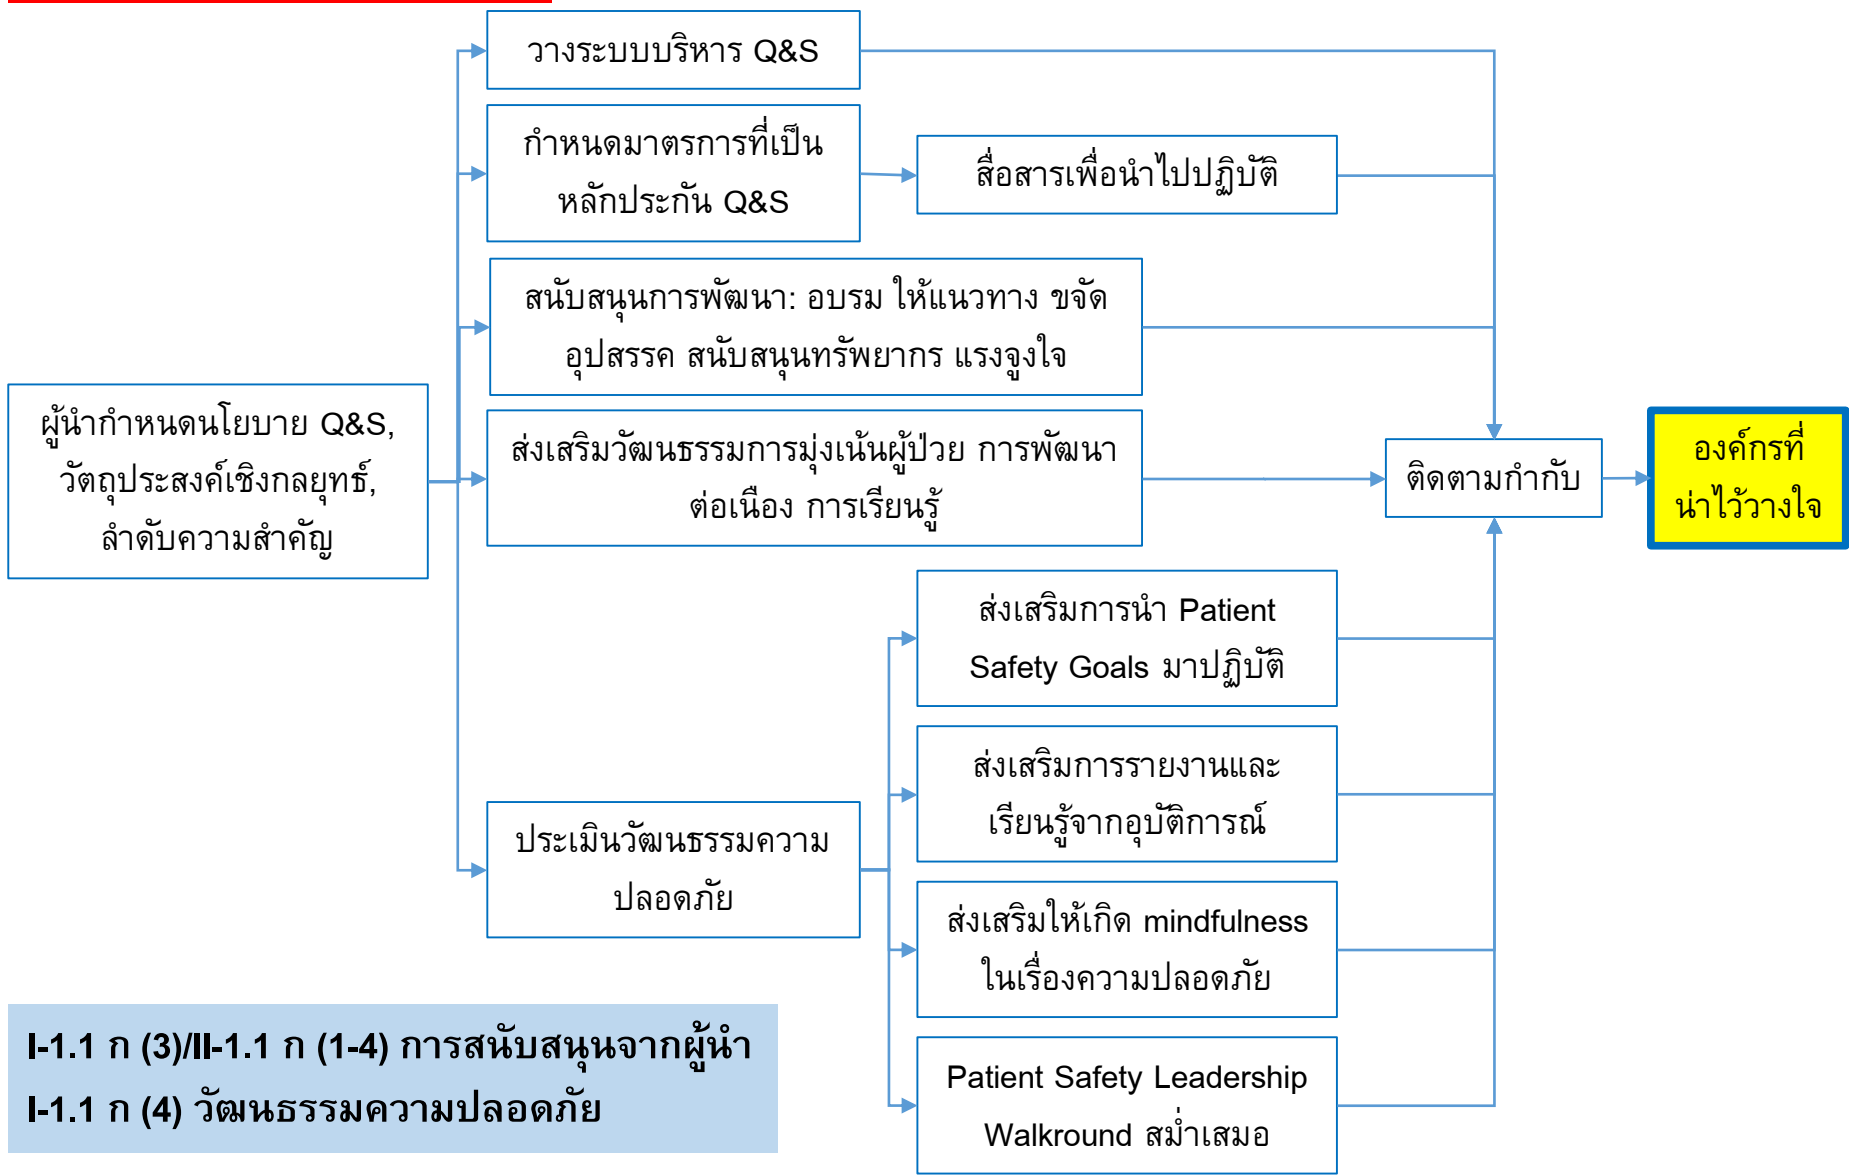 วางระบบบริหาร Q&S
กำหนดมาตรการที่เป็น
หลักประกัน Q&S
สื่อสารเพื่อนำไปปฏิบัติ
สนับสนุนการพัฒนา: อบรม ให้แนวทาง ขจัด
อุปสรรค สนับสนุนทรัพยากร แรงจูงใจ
ผู้นำกำหนดนโยบาย Q&S,
วัตถุประสงค์เชิงกลยุทธ์,
ลำดับความสำคัญ
ส่งเสริมวัฒนธรรมการมุ่งเน้นผู้ป่วย การพัฒนา
ต่อเนื่อง การเรียนรู้
ติดตามกำกับ
องค์กรที่
น่าไว้วางใจ
ส่งเสริมการนำ Patient
Safety Goals มาปฏิบัติ
ส่งเสริมการรายงานและ
เรียนรู้จากอุบัติการณ์
ประเมินวัฒนธรรมความ
ปลอดภัย
ส่งเสริมให้เกิด mindfulness
ในเรื่องความปลอดภัย
Patient Safety Leadership
Walkround สม่ำเสมอ
I-1.1 ก (3)/II-1.1 ก (1-4) การสนับสนุนจากผู้นำ
I-1.1 ก (4) วัฒนธรรมความปลอดภัย